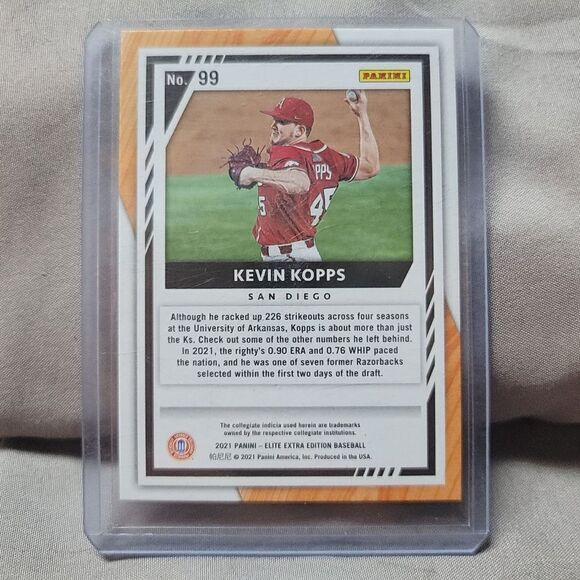 No. 99
PANINI
A
PPS
5
45
KEVIN KOPPS
SAN DIEGO
Although he racked up 226 strikeouts across four seasons
at the University of Arkansas, Kopps is about more than just
the Ks. Check out some of the other numbers he left behind.
In 2021, the righty's 0.90 ERA and 0.76 WHIP paced
the nation, and he was one of seven former Razorbacks
selected within the first two days of the draft.
The collegiate indicia used herein are trademarks
owned by the respective collegiate institutions.
2021 PANINI – ELITE EXTRA EDITION BASEBALL
帕尼尼 © 2021 Panini America, Inc. Produced in the USA.